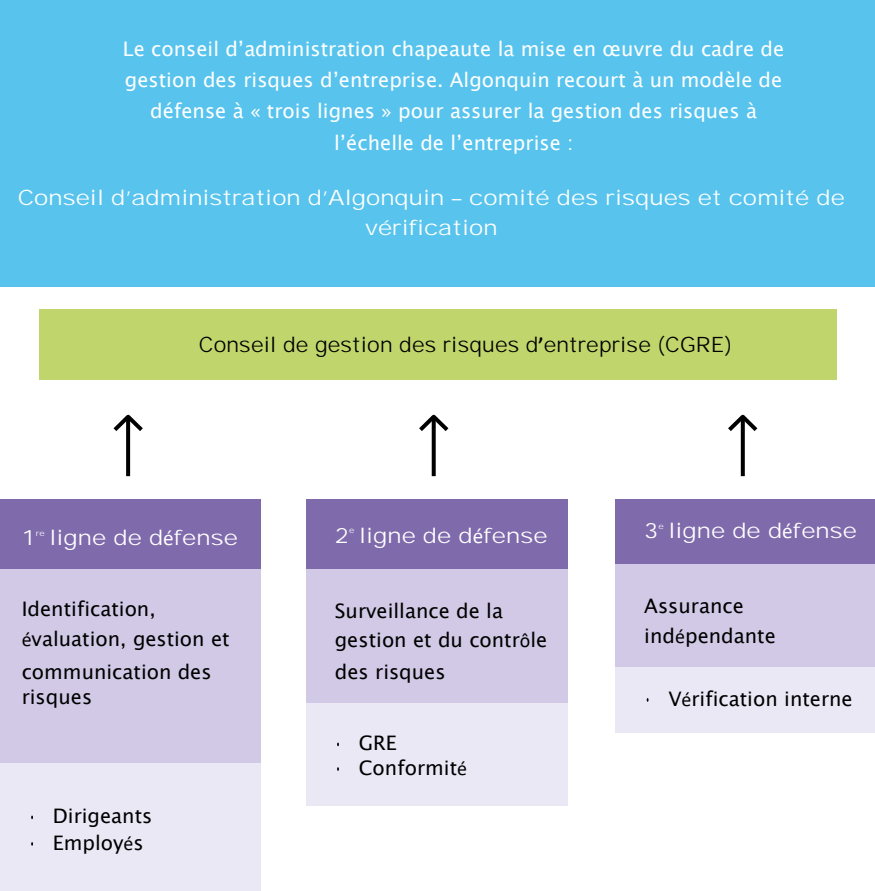 Le conseil d’administration chapeaute la mise en œuvre du cadre de
gestion des risques d’entreprise. Algonquin recourt à un modèle de
défense à « trois lignes » pour assurer la gestion des risques à
l’échelle de l’entreprise :
Conseil d’administration d’Algonquin – comité des risques et comité de
vérification
Conseil de gestion des risques d’entreprise (CGRE)
1re ligne de défense
Identification,
évaluation, gestion et
communication des
risques
· Dirigeants
· Employés
2e ligne de défense
Surveillance de la
gestion et du contrôle
des risques
· GRE
· Conformité
3e ligne de défense
Assurance
indépendante
· Vérification interne